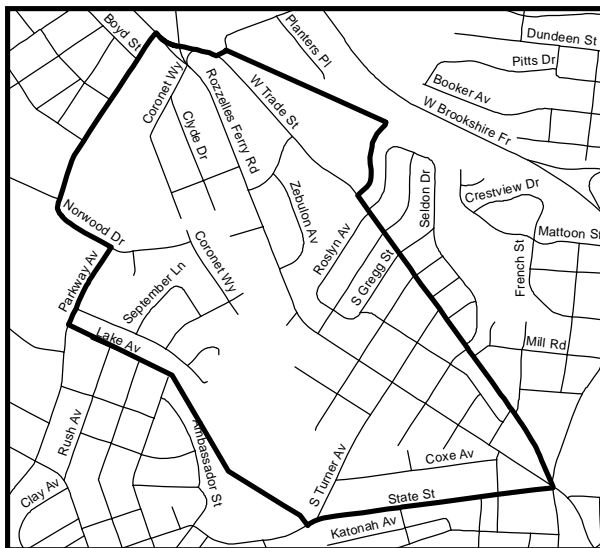 Boyd St
Planters Pl
Dundeen St
Pitts Dr
Coronet Wy
Rozzelles Ferry Rd
W Trade St
Booker Av
W Brookshire Fr
Clyde Dr
Seldon Dr
Crestview Dr
Zebulon Av
Norwood Dr
Roslyn Av
Mattoon St
Coronet Wy
S Gregg St
French St
Parkway Av
September Ln
Lake Av
Mill Rd
Rush Av
Ambassador St
S Turner Av
Coxe Av
Clay Av
State St
Katonah Av